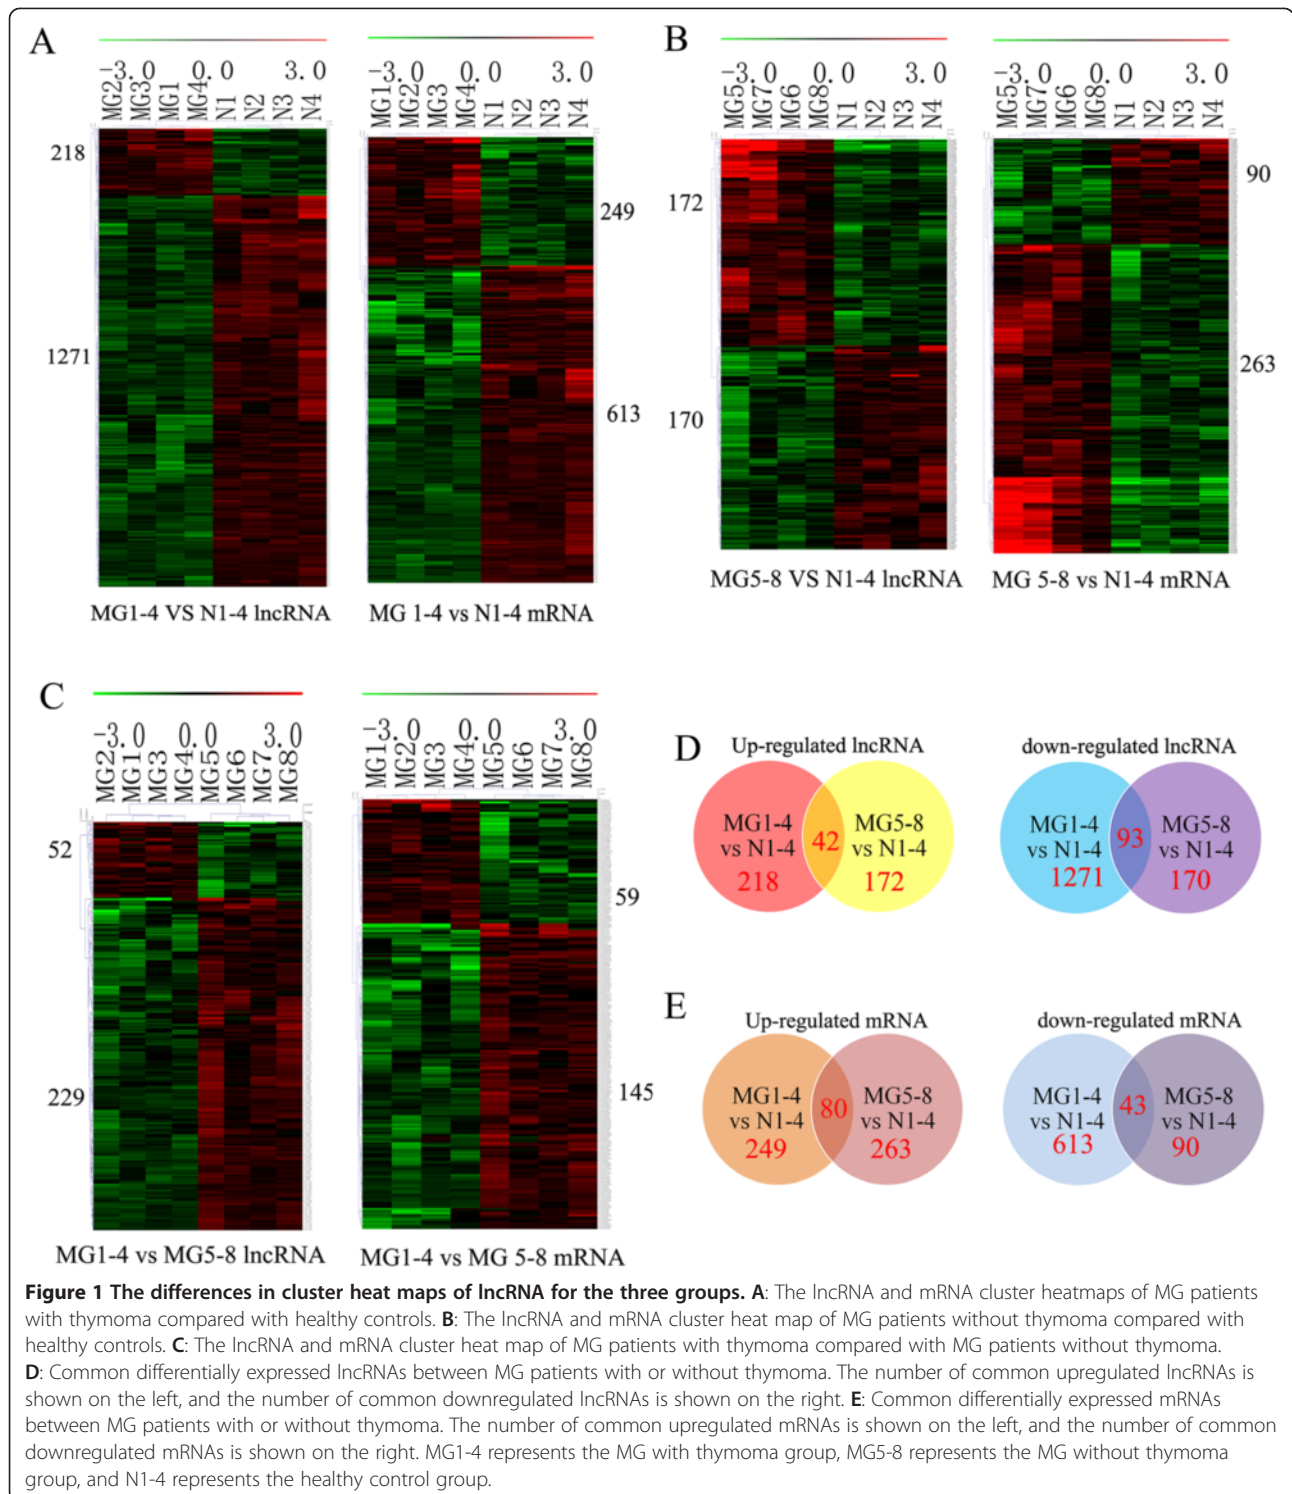 A
B
-3.0 0.0 3.0
MG2 MG3 MG1 MG4 N1 N2 N3 N4
218
1271
MG1-4 VS N1-4 lncRNA
-3.0 0.0 3.0
MG1 MG2 MG3 MG4 N1 N2 N3 N4
249
613
MG 1-4 vs N1-4 mRNA
-3.0 0.0 3.0
MG5 MG7 MG6 MG8 N1 N2 N3 N4
172
170
MG5-8 VS N1-4 lncRNA
-3.0 0.0 3.0
MG5 MG7 MG6 MG8 N1 N2 N3 N4
90
263
MG 5-8 vs N1-4 mRNA
C
-3.0 0.0 3.0
MG2 MG1 MG3 MG4 MG5 MG6 MG7 MG8
52
229
MG1-4 vs MG5-8 lncRNA
-3.0 0.0 3.0
MG1 MG2 MG3 MG4 MG5 MG6 MG7 MG8
59
145
MG1-4 vs MG 5-8 mRNA
D
Up-regulated lncRNA
MG1-4
vs N1-4
218
42
MG5-8
vs N1-4
172
down-regulated lncRNA
MG1-4
vs N1-4
1271
93
MG5-8
vs N1-4
170
E
Up-regulated mRNA
MG1-4
vs N1-4
249
80
MG5-8
vs N1-4
263
down-regulated mRNA
MG1-4
vs N1-4
613
43
MG5-8
vs N1-4
90
Figure 1 The differences in cluster heat maps of lncRNA for the three groups. A: The lncRNA and mRNA cluster heatmaps of MG patients
with thymoma compared with healthy controls. B: The lncRNA and mRNA cluster heat map of MG patients without thymoma compared with
healthy controls. C: The lncRNA and mRNA cluster heat map of MG patients with thymoma compared with MG patients without thymoma.
D: Common differentially expressed lncRNAs between MG patients with or without thymoma. The number of common upregulated lncRNAs is
shown on the left, and the number of common downregulated lncRNAs is shown on the right. E: Common differentially expressed mRNAs
between MG patients with or without thymoma. The number of common upregulated mRNAs is shown on the left, and the number of common
downregulated mRNAs is shown on the right. MG1-4 represents the MG with thymoma group, MG5-8 represents the MG without thymoma
group, and N1-4 represents the healthy control group.